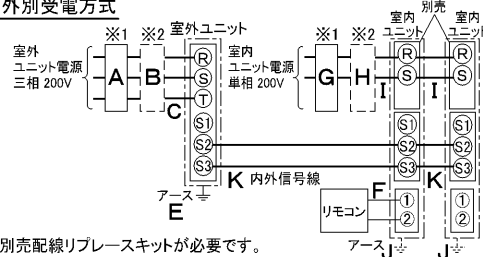 外別受電方式
別売
※1
※2
室外ユニット
※1
※2
室内
ユニット
室内
ユニット
室外
ユニット電源
三相 200V
A
B
C
R
S
T
S1
S2
S3
室内
ユニット電源
単相 200V
G
H
I
R
S
I
R
S
S1
S2
S3
S1
S2
S3
K
内外信号線
K
アース
E
リモコン
F
1
2
1
2
アース
J
J
別売配線リプレースキットが必要です。